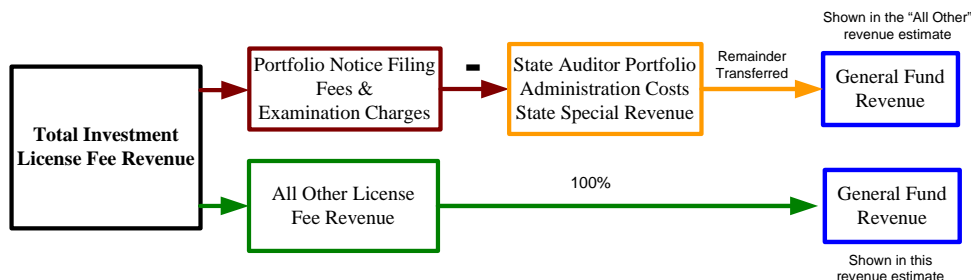 Shown in the “All Other”
revenue estimate
Portfolio Notice Filing
Fees &
Examination Charges
-
State Auditor Portfolio
Administration Costs
State Special Revenue
Remainder
Transferred
General Fund
Revenue
Total Investment
License Fee Revenue
All Other License
Fee Revenue
100%
General Fund
Revenue
Shown in this
revenue estimate